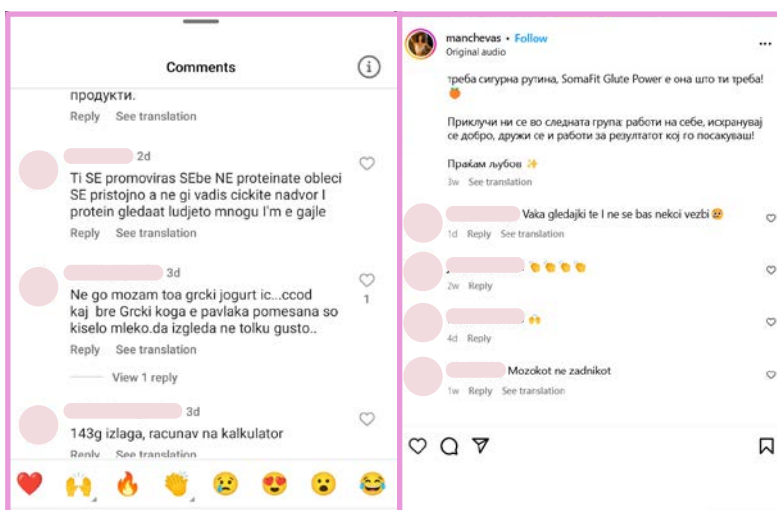 Comments
продукти.
Reply See translation
2d
Ti SE promoviras SEbe NE proteinate obleci
SE pristojno a ne gi vadis cickite nadvor I
protein gledaat ludjeto mnogu I'm e gajle
Reply See translation
3d
Ne go mozam toa grcki jogurt ic...ccod
kaj bre Grcki koga e pavlaka pomesana so
kiselo mleko.da izgleda ne tolku gusto..
1
Reply See translation
View 1 reply
3d
143g izlaga, racunav na kalkulator
Reply See translation
manchevas • Follow
Original audio
треба сигурна рутина, SomaFit Glute Power е она што ти треба!
Приклучи ни се во следната група: работи на себе, исхранувај
се добро, дружи се и работи за резултатот кој го посакуваш!
Праќам љубов
3w See translation
Vaka gledajki te I ne se bas nekoi vezbi
1d Reply See translation
2w Reply
4d Reply
Mozokot ne zadnikot
1w Reply See translation